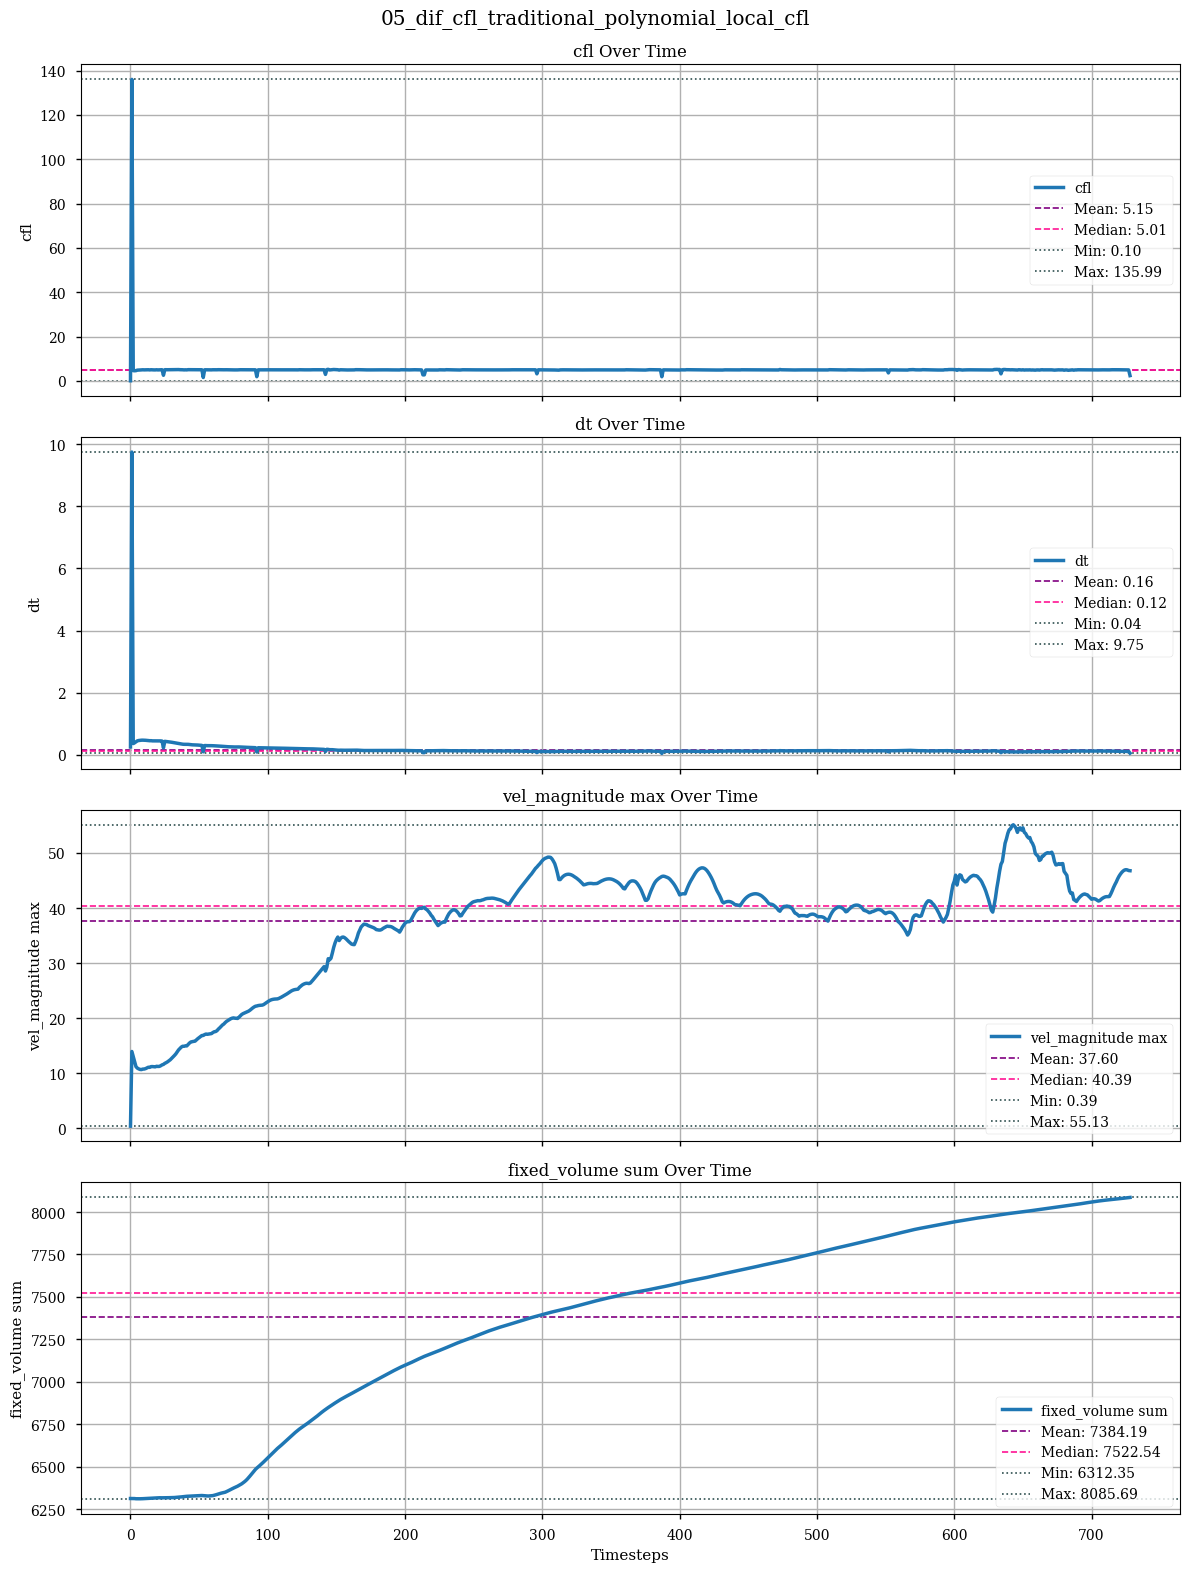 05_dif_cfl_traditional_polynomial_local_cfl
cfl Over Time
140
120
100
80
60
40
20
0
cfl
cfl
Mean: 5.15
Median: 5.01
Min: 0.10
Max: 135.99
dt Over Time
10
8
6
4
2
0
dt
dt
Mean: 0.16
Median: 0.12
Min: 0.04
Max: 9.75
vel_magnitude max Over Time
50
40
30
20
10
0
vel_magnitude max
vel_magnitude max
Mean: 37.60
Median: 40.39
Min: 0.39
Max: 55.13
fixed_volume sum Over Time
8000
7750
7500
7250
7000
6750
6500
6250
fixed_volume sum
fixed_volume sum
Mean: 7384.19
Median: 7522.54
Min: 6312.35
Max: 8085.69
0 100 200 300 400 500 600 700
Timesteps